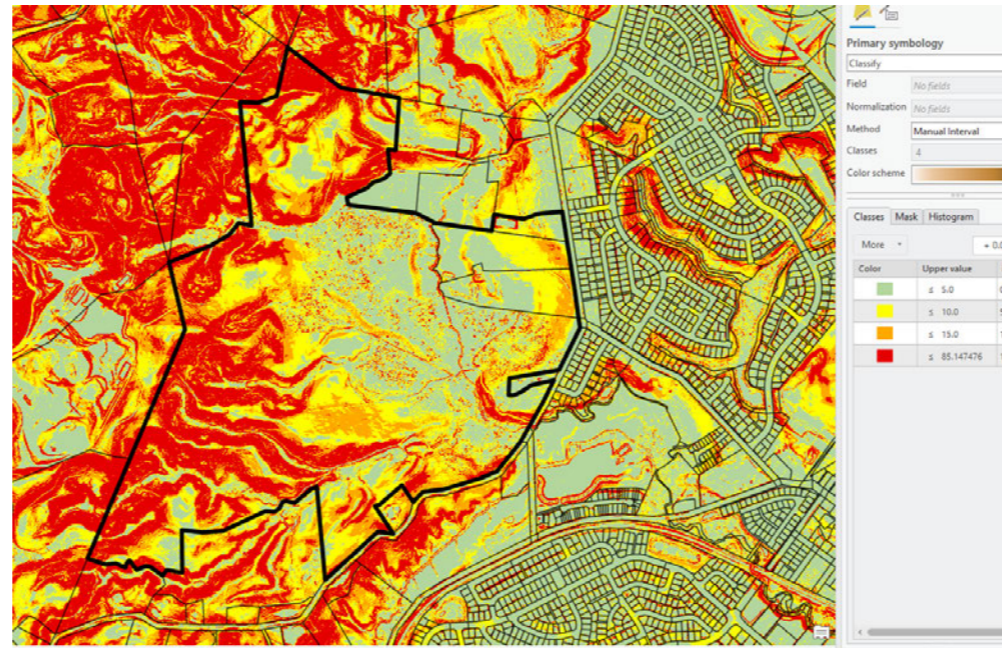 Primary symbology
Classify
Field No fields
Normalization No fields
Method Manual Interval
Classes 4
Color scheme
Classes Mask Histogram
More
Color Upper value
≤ 5.0
≤ 10.0
≤ 15.0
≤ 85.147476